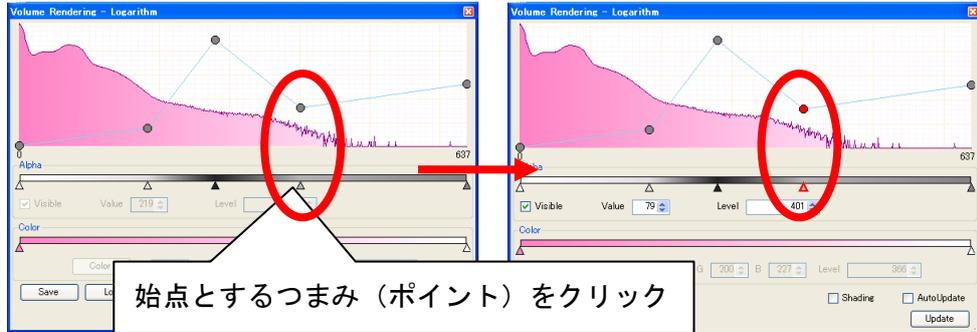 Volume Rendering - Logarithm
0
637
Alpha
Visible Value 219 Level
Color
Color
Save
始点とするつまみ（ポイント）をクリック
Volume Rendering - Logarithm
0
637
Visible Value 79 Level 401
Color
G 200 B 227 Level 366
Shading AutoUpdate
Update